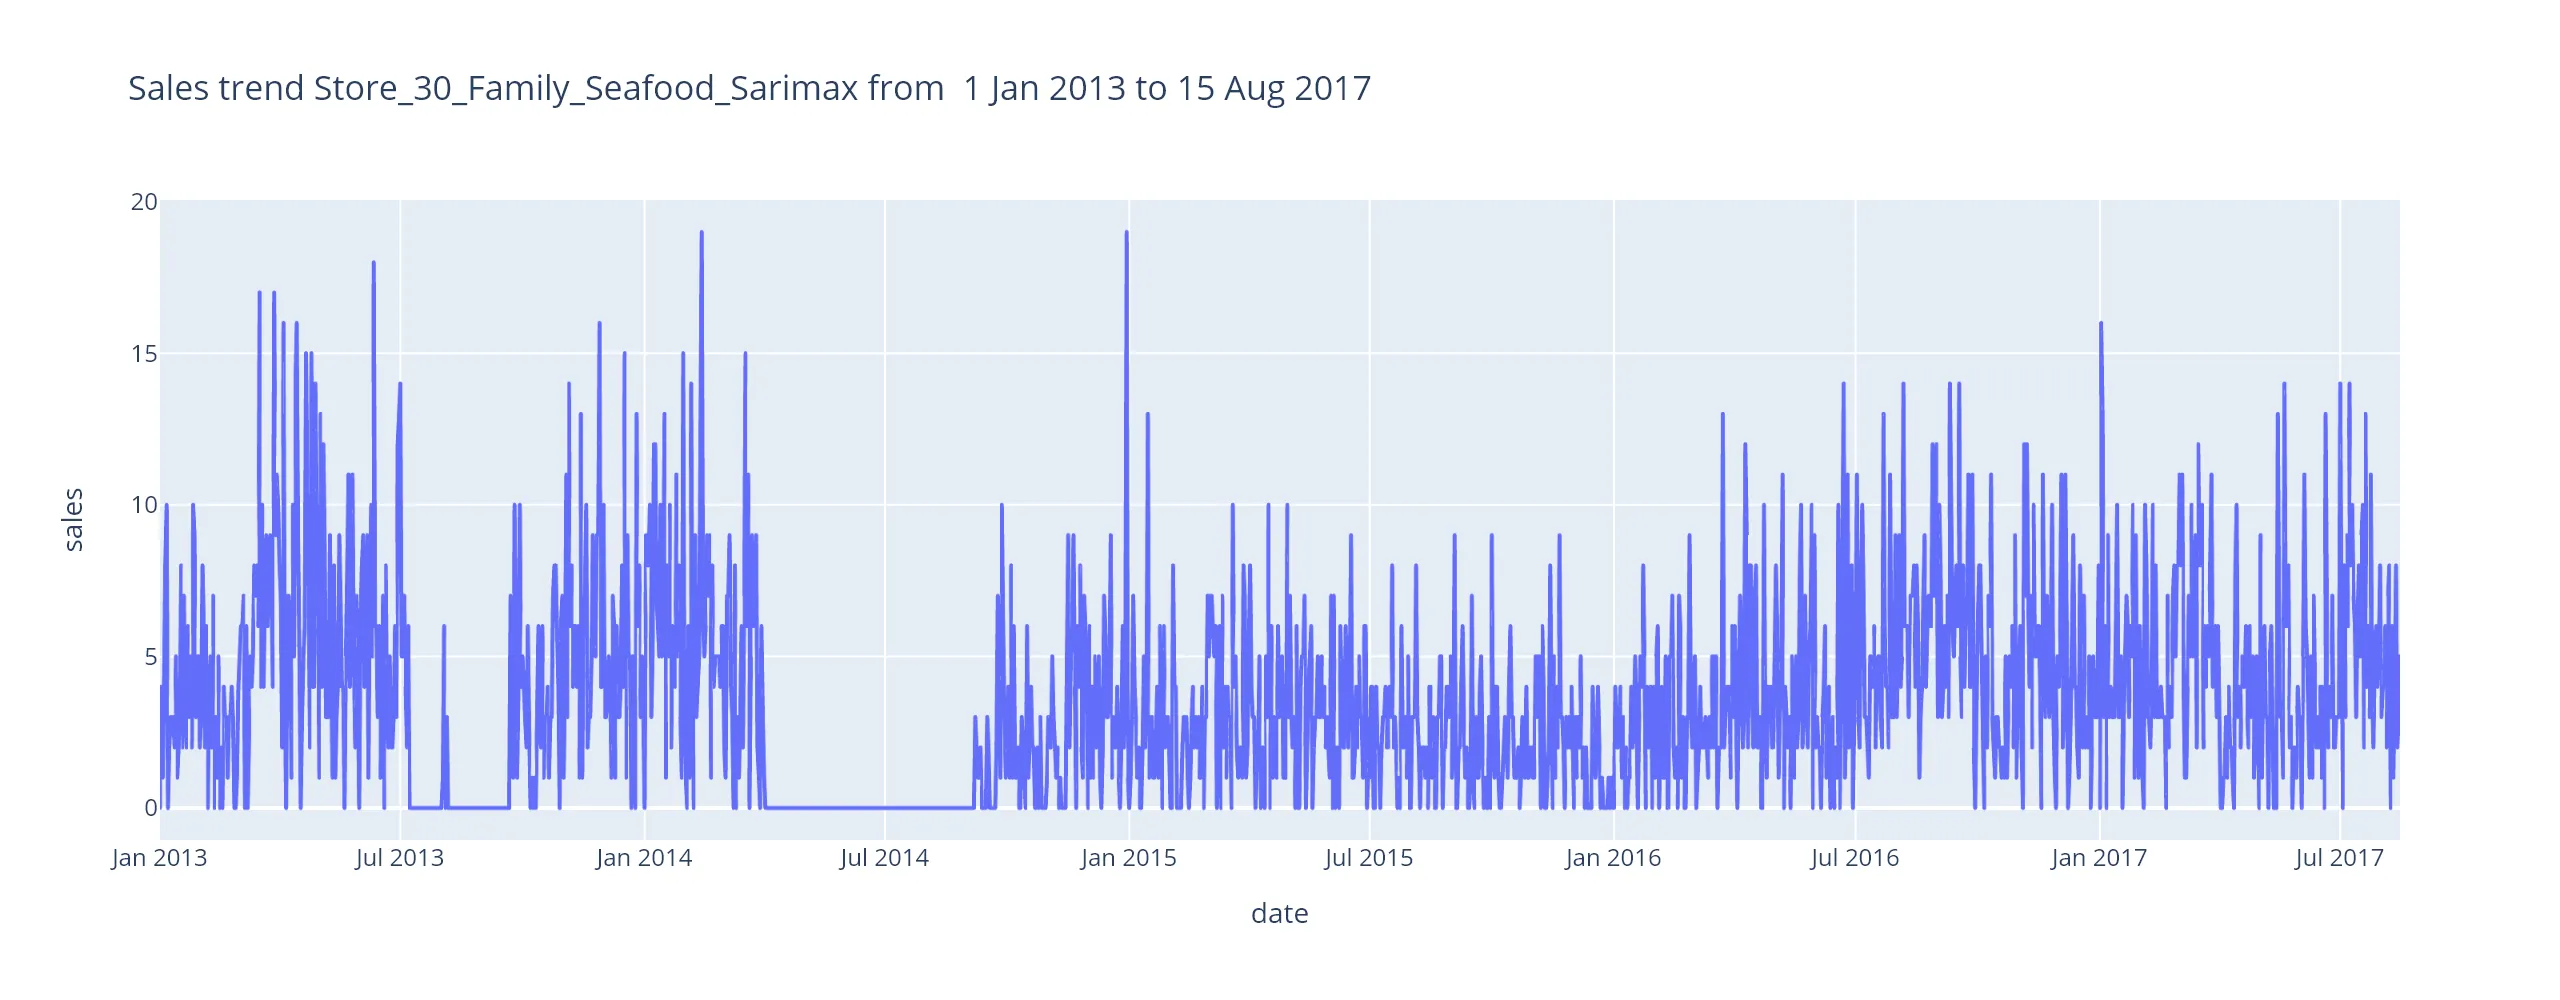 Sales trend Store_30_Family_Seafood_Sarimax from  1 Jan 2013 to 15 Aug 2017
20
15
10
5
0
sales
Jan 2013 Jul 2013 Jan 2014 Jul 2014 Jan 2015 Jul 2015 Jan 2016 Jul 2016 Jan 2017 Jul 2017
date